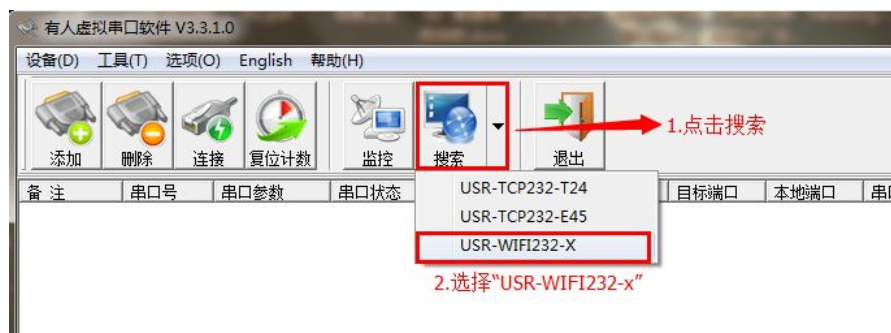 有人虚拟串口软件 V3.3.1.0
设备(D) 工具(T) 选项(O) English 帮助(H)
添加 删除 连接 复位计数 监控 搜索 退出
1.点击搜索
备 注 串口号 串口参数 串口状态 目标端口 本地端口
USR-TCP232-T24
USR-TCP232-E45
USR-WIFI232-X
2.选择“USR-WIFI232-x”